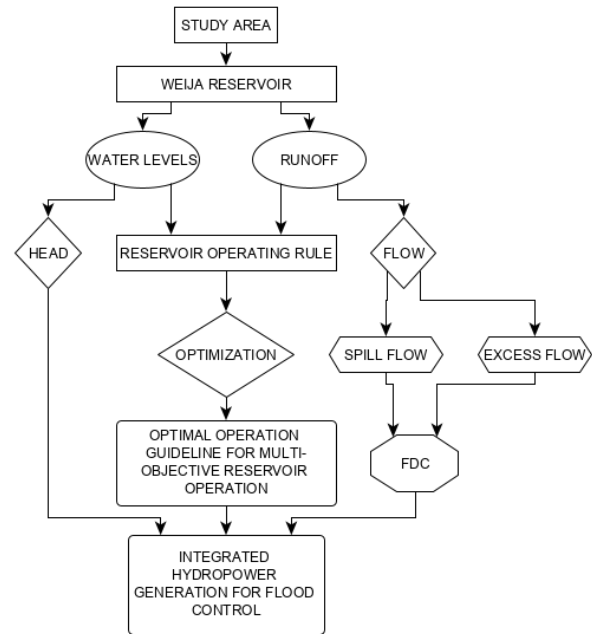 STUDY AREA
WEIJA RESERVOIR
WATER LEVELS
RUNOFF
HEAD
RESERVOIR OPERATING RULE
FLOW
OPTIMIZATION
SPILL FLOW
EXCESS FLOW
OPTIMAL OPERATION
GUIDELINE FOR MULTI-
OBJECTIVE RESERVOIR
OPERATION
FDC
INTEGRATED
HYDROPOWER
GENERATION FOR FLOOD
CONTROL